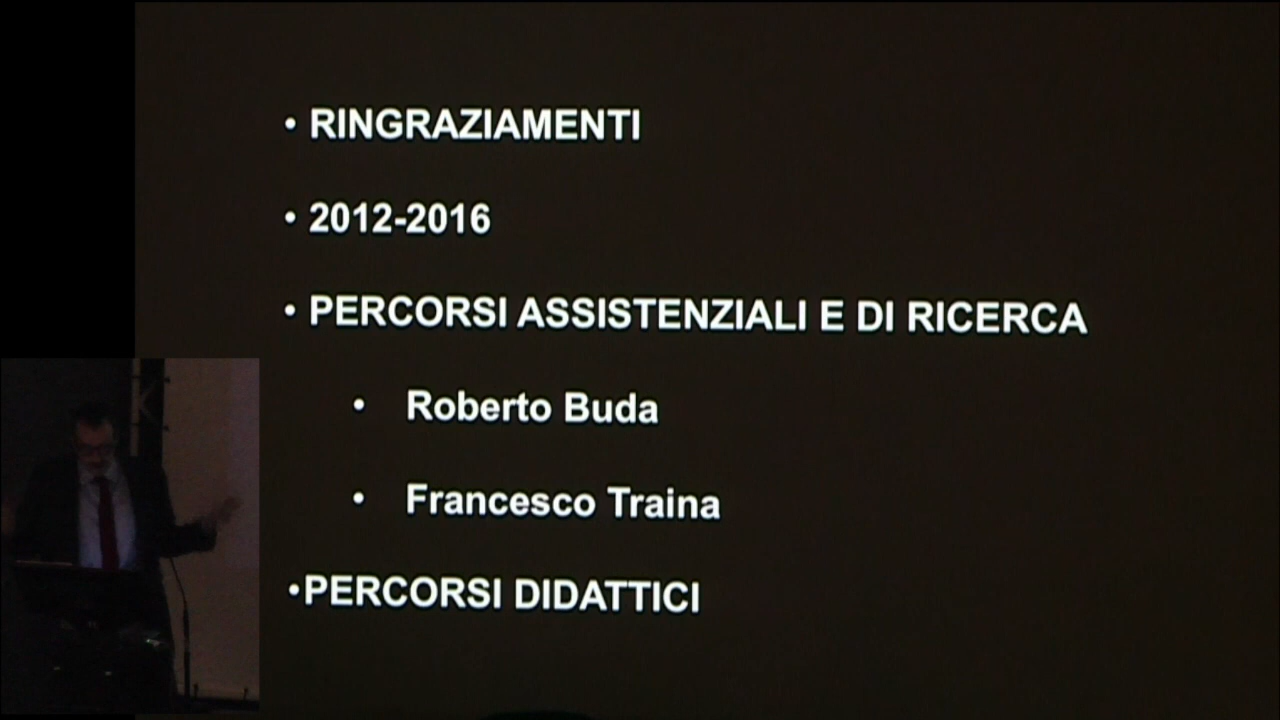 • RINGRAZIAMENTI
• 2012-2016
• PERCORSI ASSISTENZIALI E DI RICERCA
• Roberto Buda
• Francesco Traina
•PERCORSI DIDATTICI